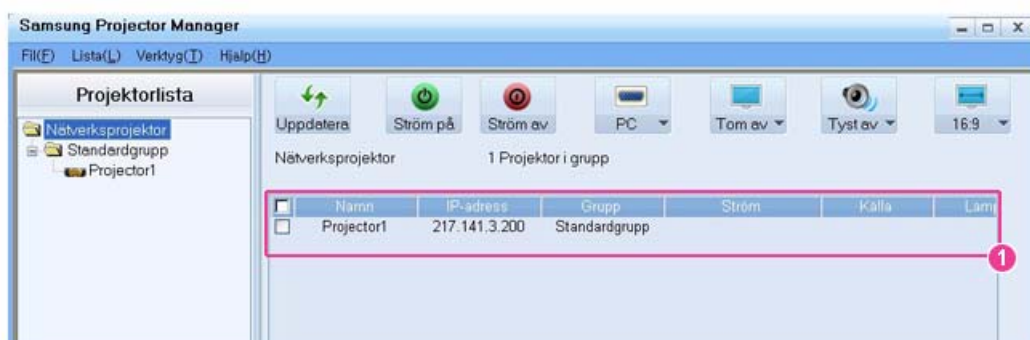 Samsung Projector Manager
Fil(F) Lista(L) Verktyg(T) Hjälp(H)
Projektorlista
Nätverksprojektor
Standardgrupp
Projector1
Uppdatera Ström på Ström av PC Tom av Tyst av 16:9
Nätverksprojektor 1 Projektor i grupp
Namn IP-adress Grupp Ström Källa Lamp
Projector1 217.141.3.200 Standardgrupp
1